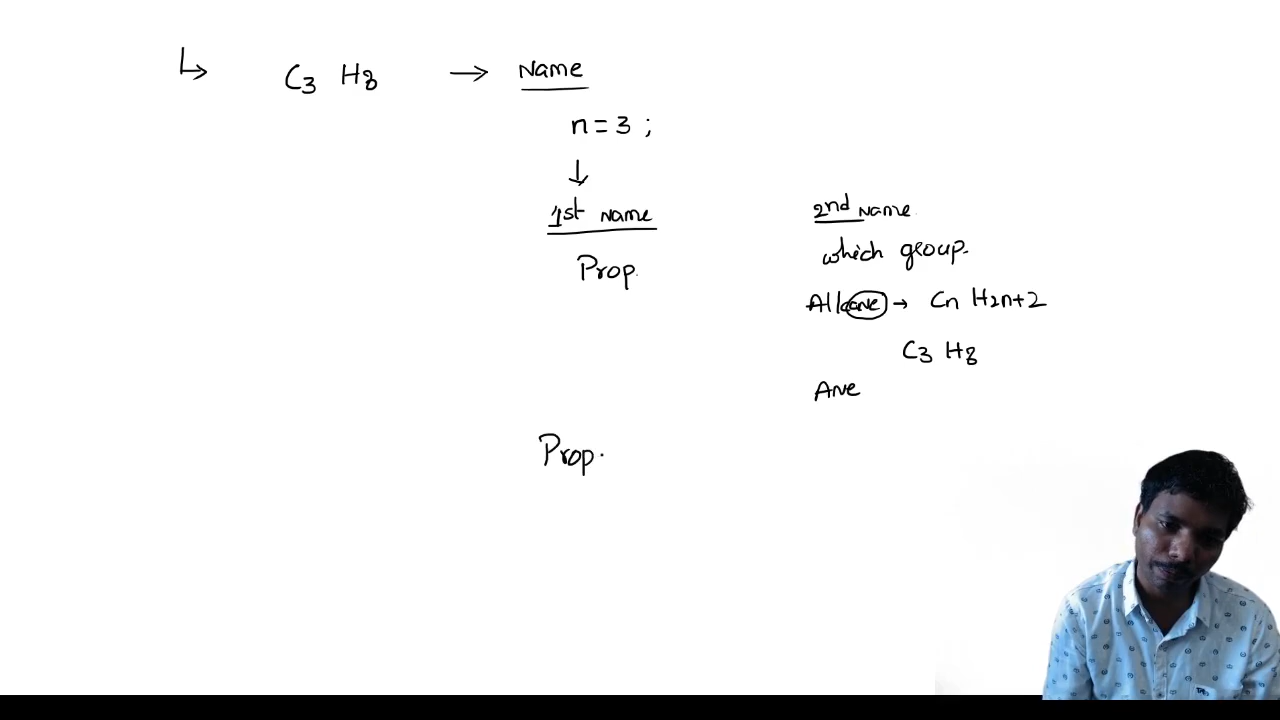 ↳ C3 H8 → Name
n = 3 ;
↓
1st Name
Prop.
2nd Name.
which group.
Alkane → Cn H2n+2
C3 H8
Ane
Prop.